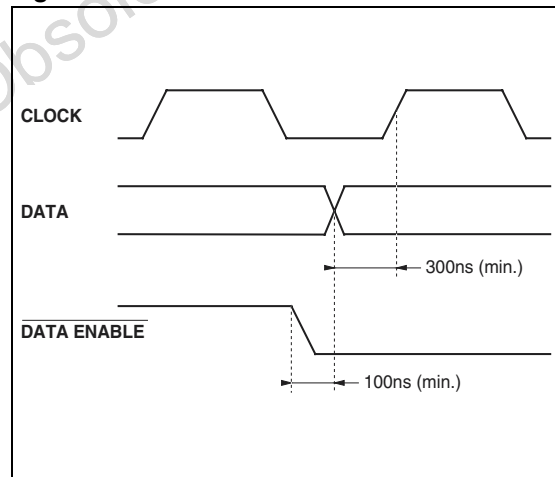 CLOCK
DATA
300ns (min.)
DATA ENABLE
100ns (min.)